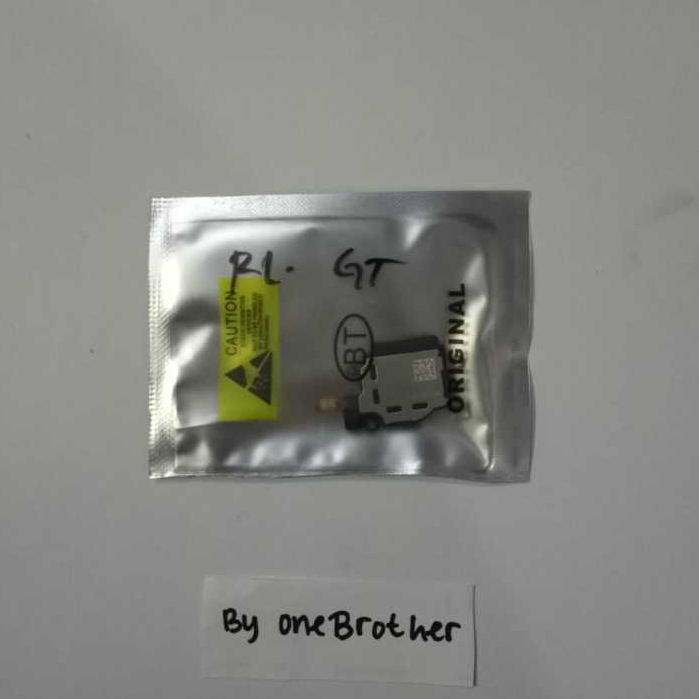 RL. GT
CAUTION
BT
ORIGINAL
By oneBrother